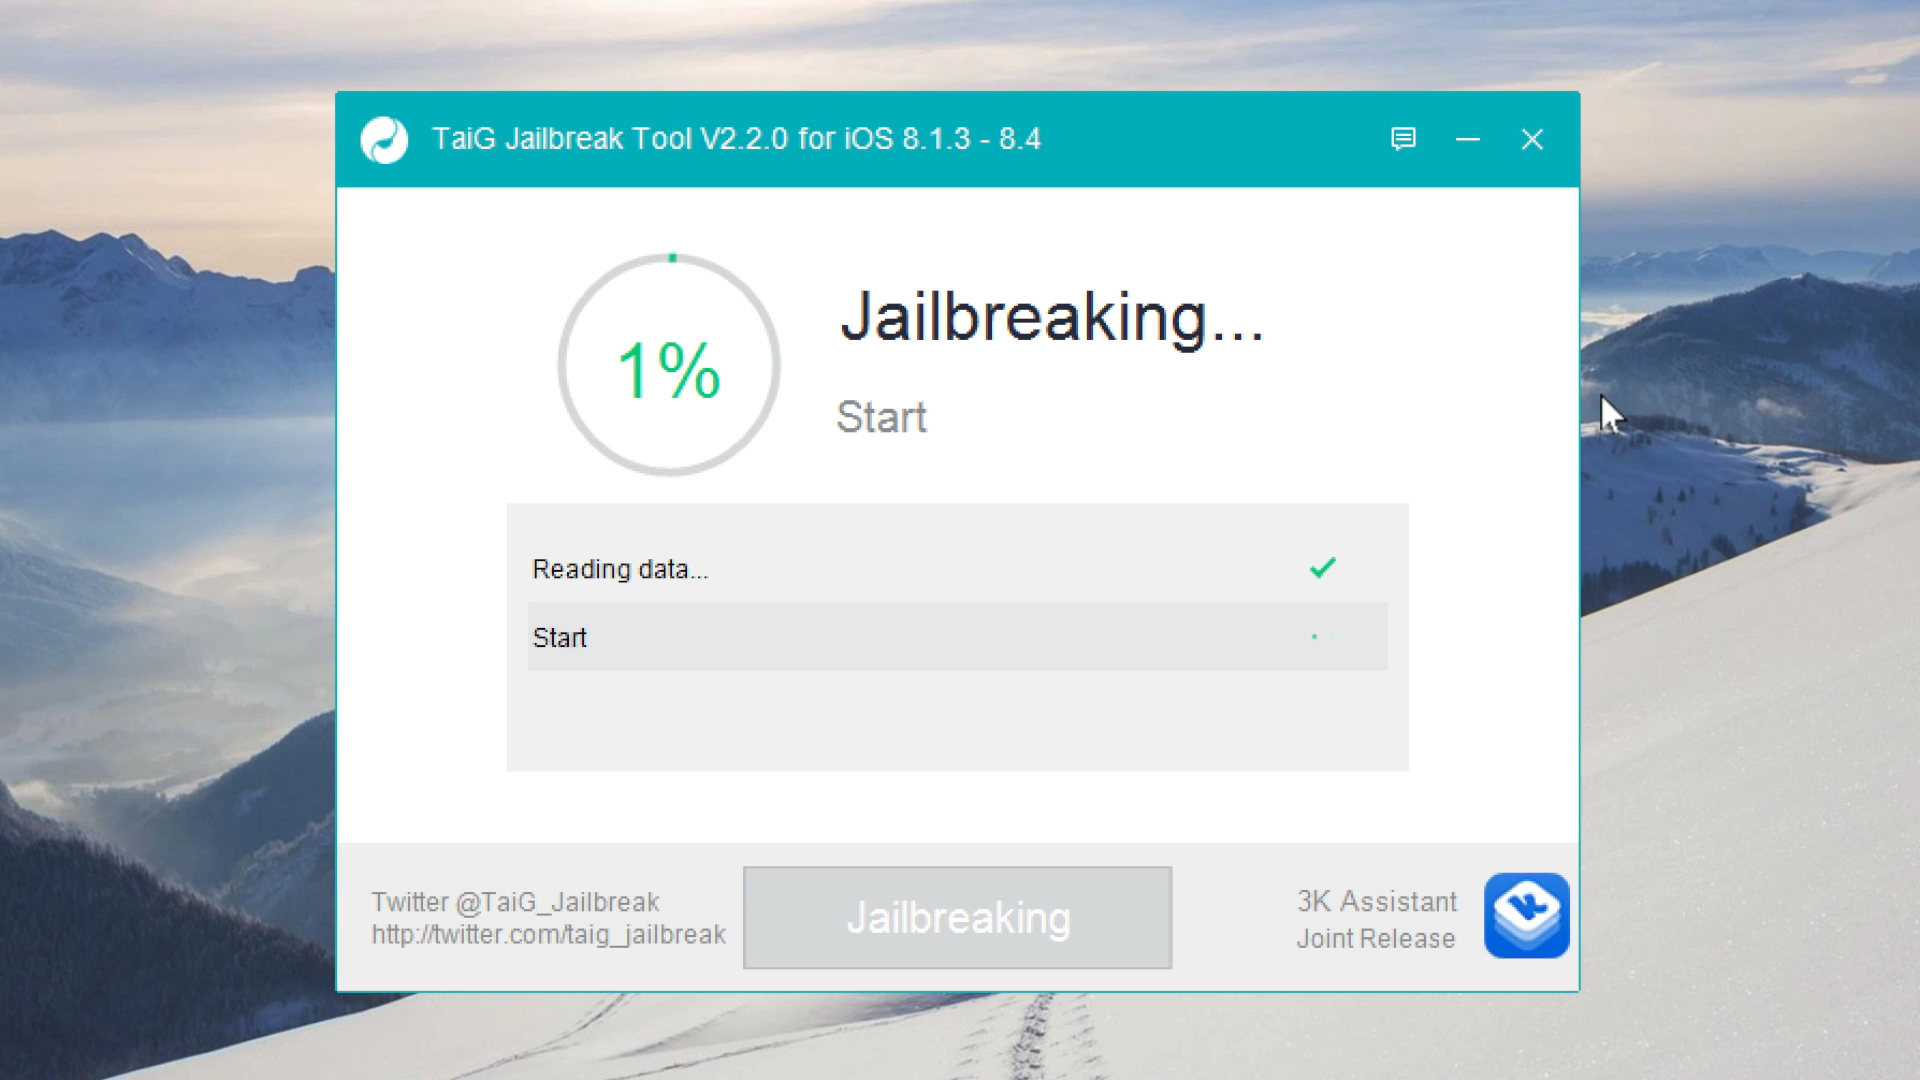 TaiG Jailbreak Tool V2.2.0 for iOS 8.1.3 - 8.4
1%
Jailbreaking...
Start
Reading data...
Start
Twitter @TaiG_Jailbreak
http://twitter.com/taig_jailbreak
Jailbreaking
3K Assistant
Joint Release